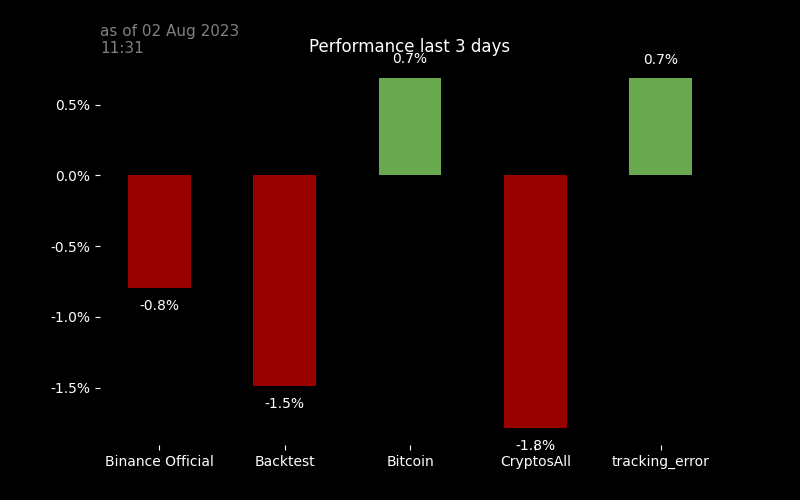 as of 02 Aug 2023
11:31
Performance last 3 days
0.7%
0.7%
0.5%
0.0%
-0.5%
-1.0%
-1.5%
-0.8%
-1.5%
-1.8%
Binance Official
Backtest
Bitcoin
CryptosAll
tracking_error